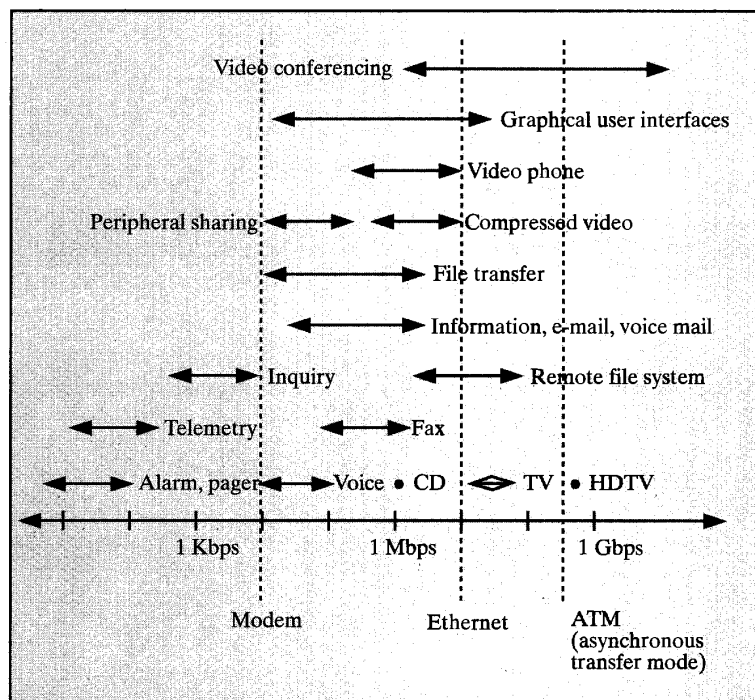 Video conferencing
Graphical user interfaces
Video phone
Peripheral sharing
Compressed video
File transfer
Information, e-mail, voice mail
Inquiry
Remote file system
Telemetry
Fax
Alarm, pager
Voice
CD
TV
HDTV
1 Kbps
1 Mbps
1 Gbps
Modem
Ethernet
ATM
(asynchronous
transfer mode)